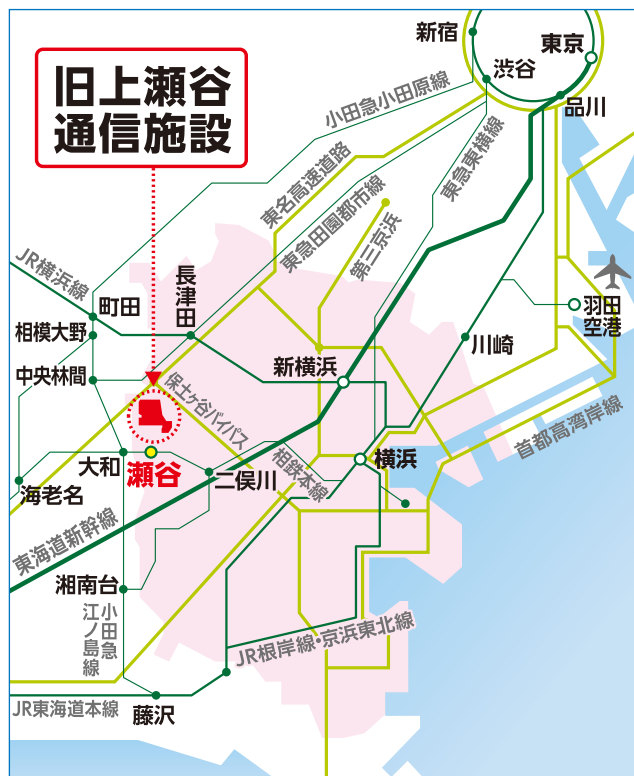 新宿
東京
渋谷
品川
旧上瀬谷
通信施設
小田急小田原線
東名高速道路
東急東横線
東急田園都市線
第三京浜
JR横浜線
長津田
町田
羽田
空港
相模大野
川崎
新横浜
中央林間
保土ヶ谷バイパス
首都高湾岸線
相鉄本線
横浜
大和
瀬谷
二俣川
海老名
東海道新幹線
湘南台
小田急
江ノ島線
JR根岸線・京浜東北線
JR東海道本線
藤沢